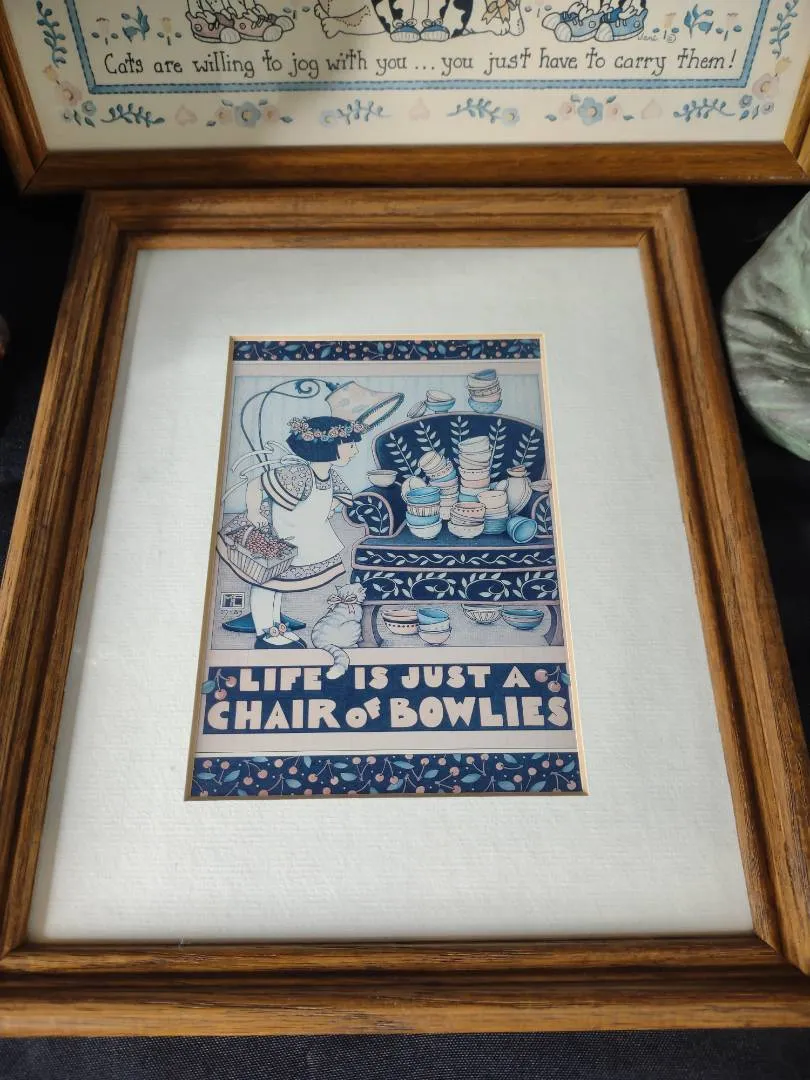 Cats are willing to jog with you ... you just have to carry them!
LIFE IS JUST A
CHAIR OF BOWLIES